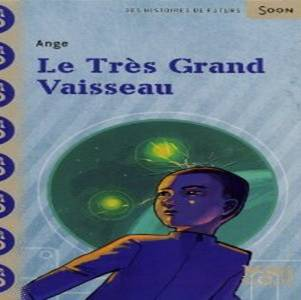 DES HISTOIRES DE FUTURS SOON
Ange
Le Très Grand
Vaisseau